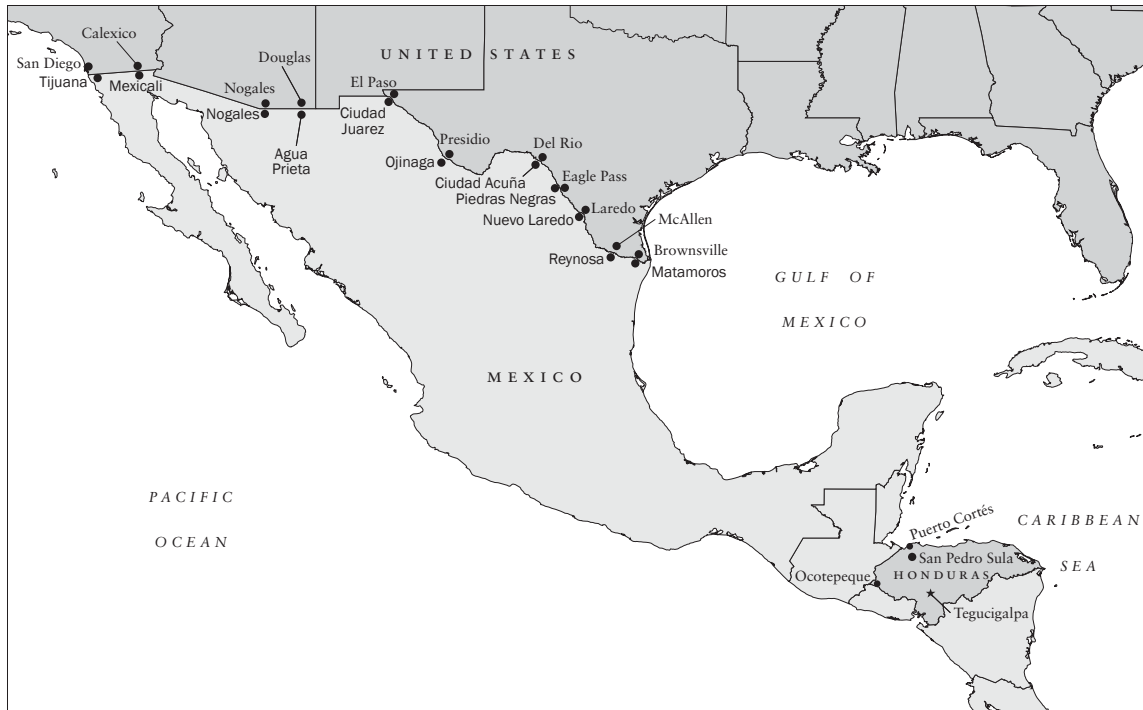 Calexico
San Diego
Tijuana
Mexicali
UNITED STATES
Douglas
Nogales
Nogales
Agua
Prieta
El Paso
Ciudad
Juarez
Presidio
Ojinaga
Del Rio
Ciudad Acuña
Eagle Pass
Piedras Negras
Laredo
Nuevo Laredo
McAllen
Reynosa
Brownsville
Matamoros
GULF OF
MEXICO
MEXICO
PACIFIC
OCEAN
CARIBBEAN
SEA
Puerto Cortés
San Pedro Sula
HONDURAS
Ocotepeque
Tegucigalpa